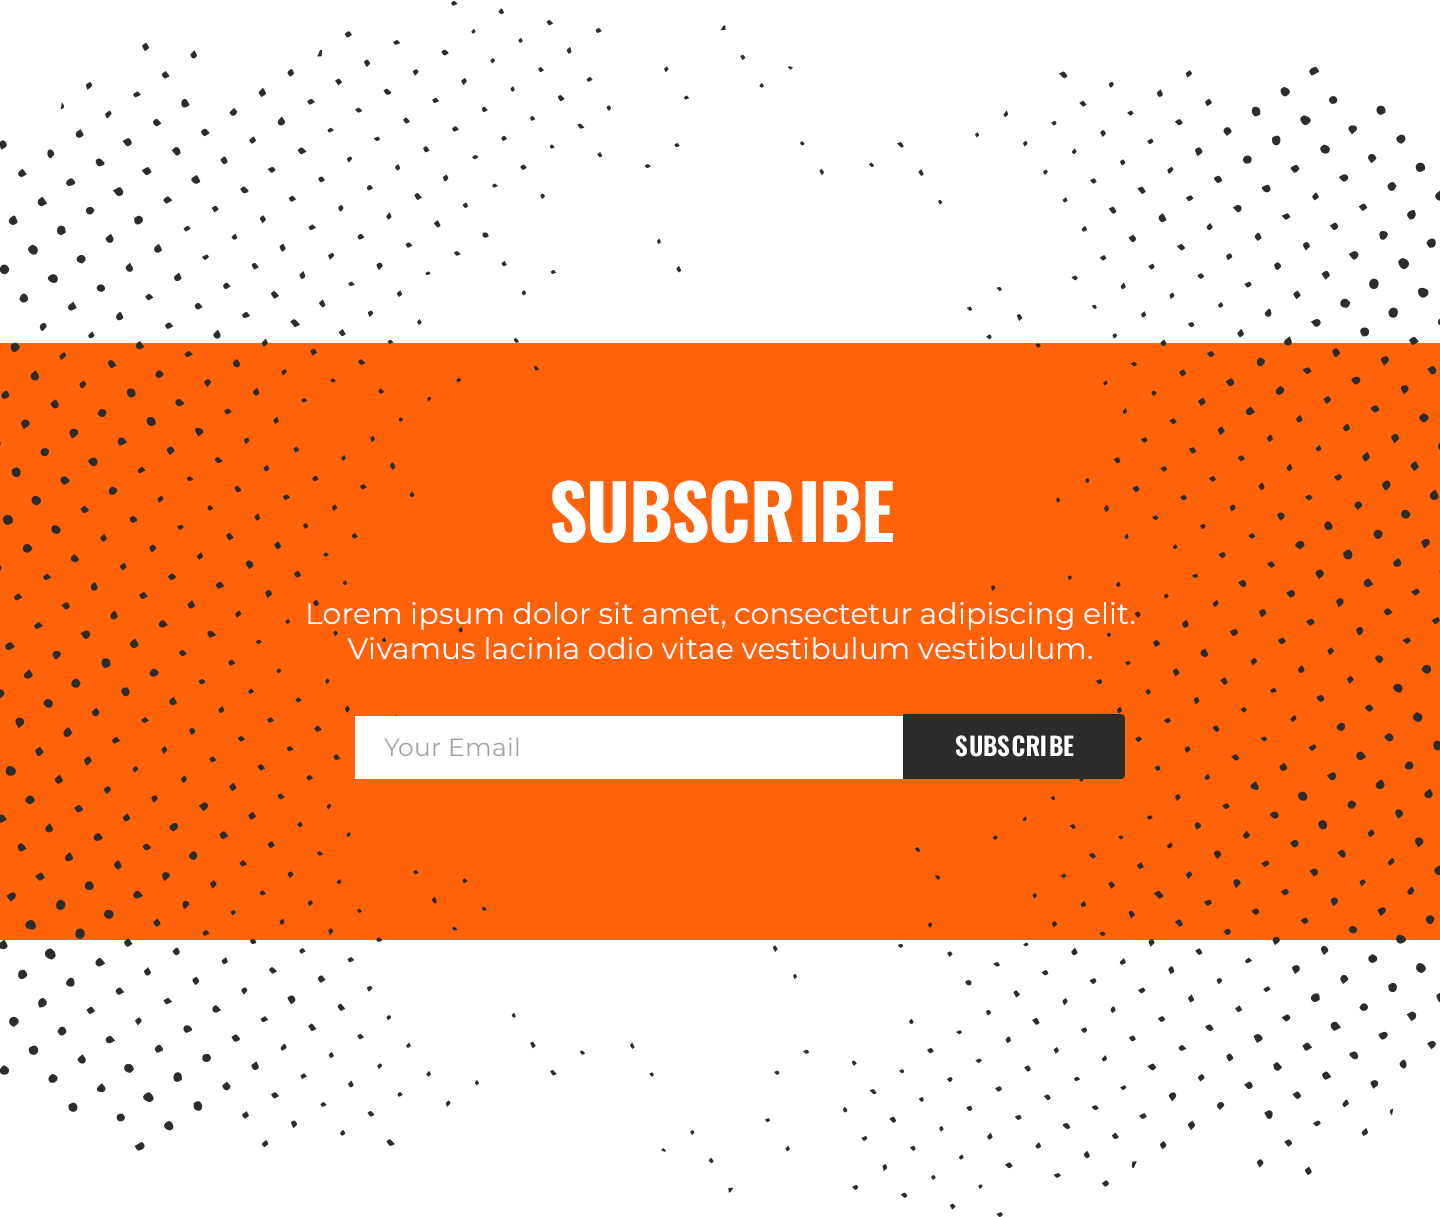 SUBSCRIBE
Lorem ipsum dolor sit amet, consectetur adipiscing elit.
Vivamus lacinia odio vitae vestibulum vestibulum.
Your Email
SUBSCRIBE